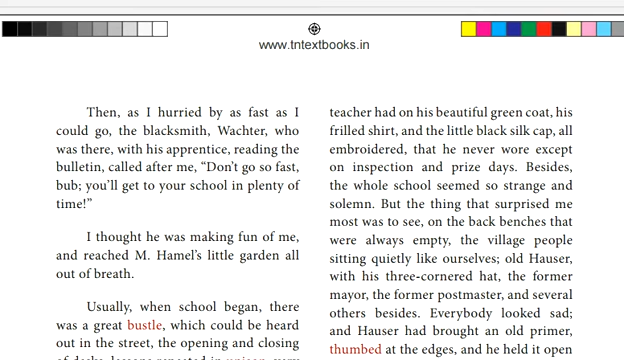 www.tntextbooks.in
Then, as I hurried by as fast as I
could go, the blacksmith, Wachter, who
was there, with his apprentice, reading the
bulletin, called after me, “Don’t go so fast,
bub; you’ll get to your school in plenty of
time!”
I thought he was making fun of me,
and reached M. Hamel’s little garden all
out of breath.
Usually, when school began, there
was a great bustle, which could be heard
out in the street, the opening and closing
of desks, lessons repeated in unison, very
teacher had on his beautiful green coat, his
frilled shirt, and the little black silk cap, all
embroidered, that he never wore except
on inspection and prize days. Besides,
the whole school seemed so strange and
solemn. But the thing that surprised me
most was to see, on the back benches that
were always empty, the village people
sitting quietly like ourselves; old Hauser,
with his three-cornered hat, the former
mayor, the former postmaster, and several
others besides. Everybody looked sad;
and Hauser had brought an old primer,
thumbed at the edges, and he held it open